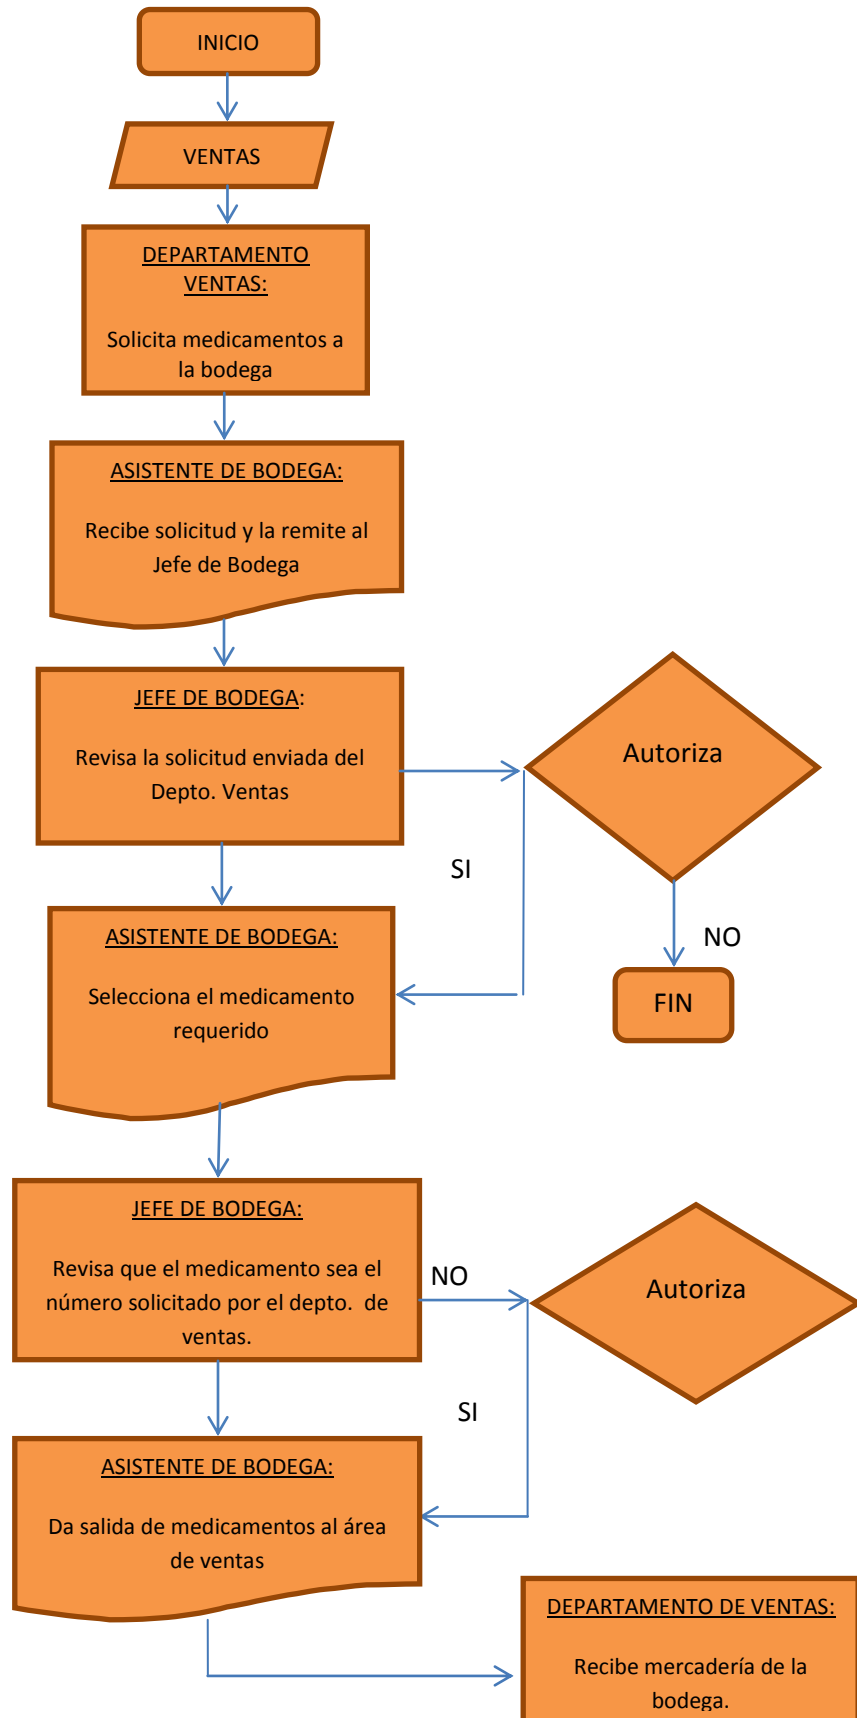 INICIO
VENTAS
DEPARTAMENTO
VENTAS:
Solicita medicamentos a
la bodega
ASISTENTE DE BODEGA:
Recibe solicitud y la remite al
Jefe de Bodega
JEFE DE BODEGA:
Revisa la solicitud enviada del
Depto. Ventas
Autoriza
SI
NO
FIN
ASISTENTE DE BODEGA:
Selecciona el medicamento
requerido
JEFE DE BODEGA:
Revisa que el medicamento sea el
número solicitado por el depto. de
ventas.
NO
Autoriza
SI
ASISTENTE DE BODEGA:
Da salida de medicamentos al área
de ventas
DEPARTAMENTO DE VENTAS:
Recibe mercadería de la
bodega.